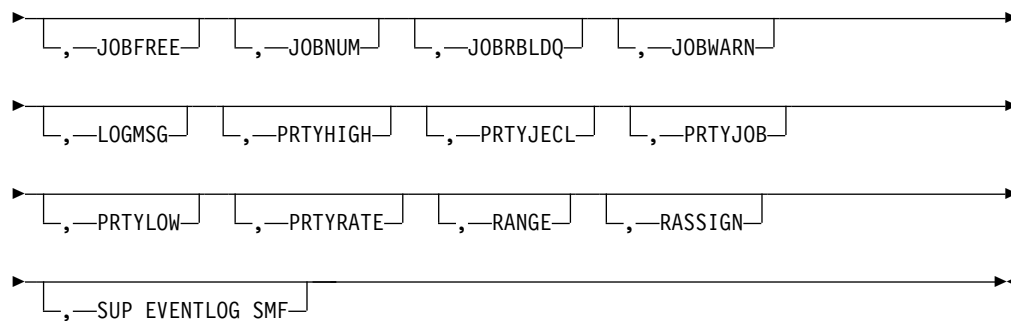 ,JOBFREE ,JOBNUM ,JOBRBLDQ ,JOBWARN
,LOGMSG ,PRTYHIGH ,PRTYJECL ,PRTYJOB
,PRTYLOW ,PRTYRATE ,RANGE ,RASSIGN
,SUP EVENTLOG SMF